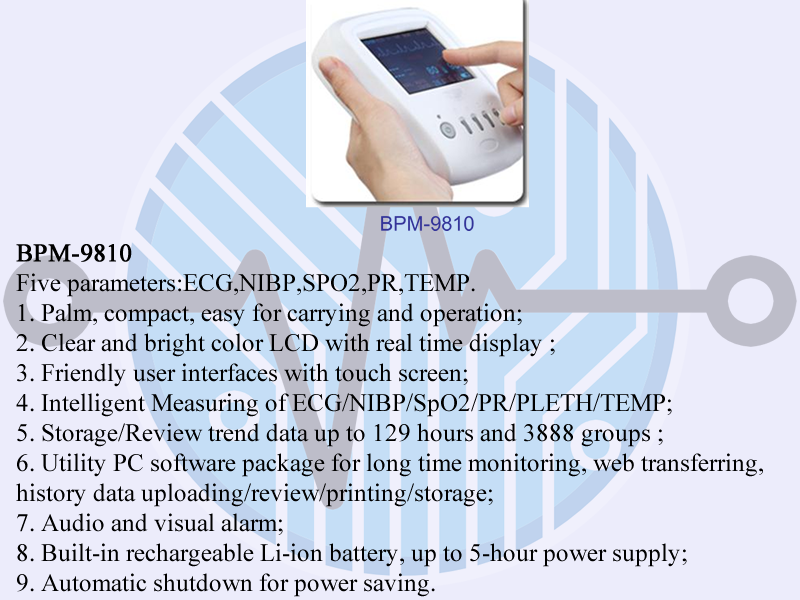 BPM-9810
BPM-9810
Five parameters:ECG,NIBP,SPO2,PR,TEMP.
1. Palm, compact, easy for carrying and operation;
2. Clear and bright color LCD with real time display ;
3. Friendly user interfaces with touch screen;
4. Intelligent Measuring of ECG/NIBP/SpO2/PR/PLETH/TEMP;
5. Storage/Review trend data up to 129 hours and 3888 groups ;
6. Utility PC software package for long time monitoring, web transferring,
history data uploading/review/printing/storage;
7. Audio and visual alarm;
8. Built-in rechargeable Li-ion battery, up to 5-hour power supply;
9. Automatic shutdown for power saving.